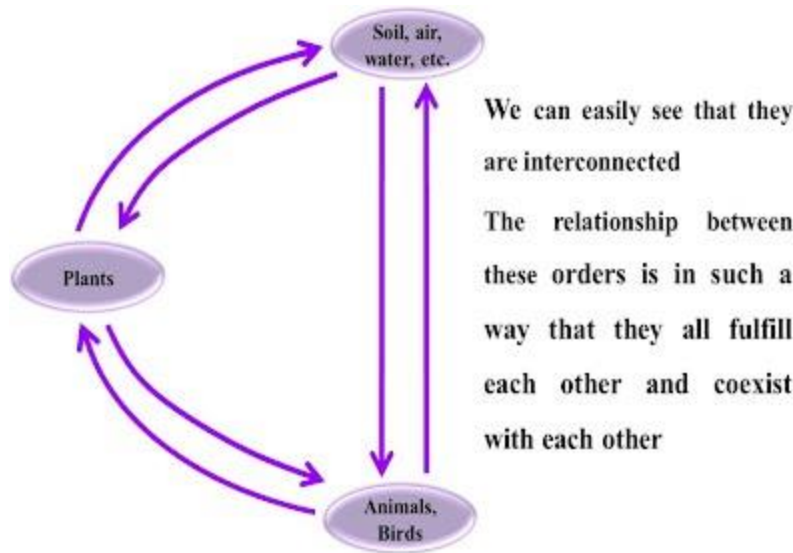 Soil, air,
water, etc.
Plants
Animals,
Birds
We can easily see that they
are interconnected
The relationship between
these orders is in such a
way that they all fulfill
each other and coexist
with each other